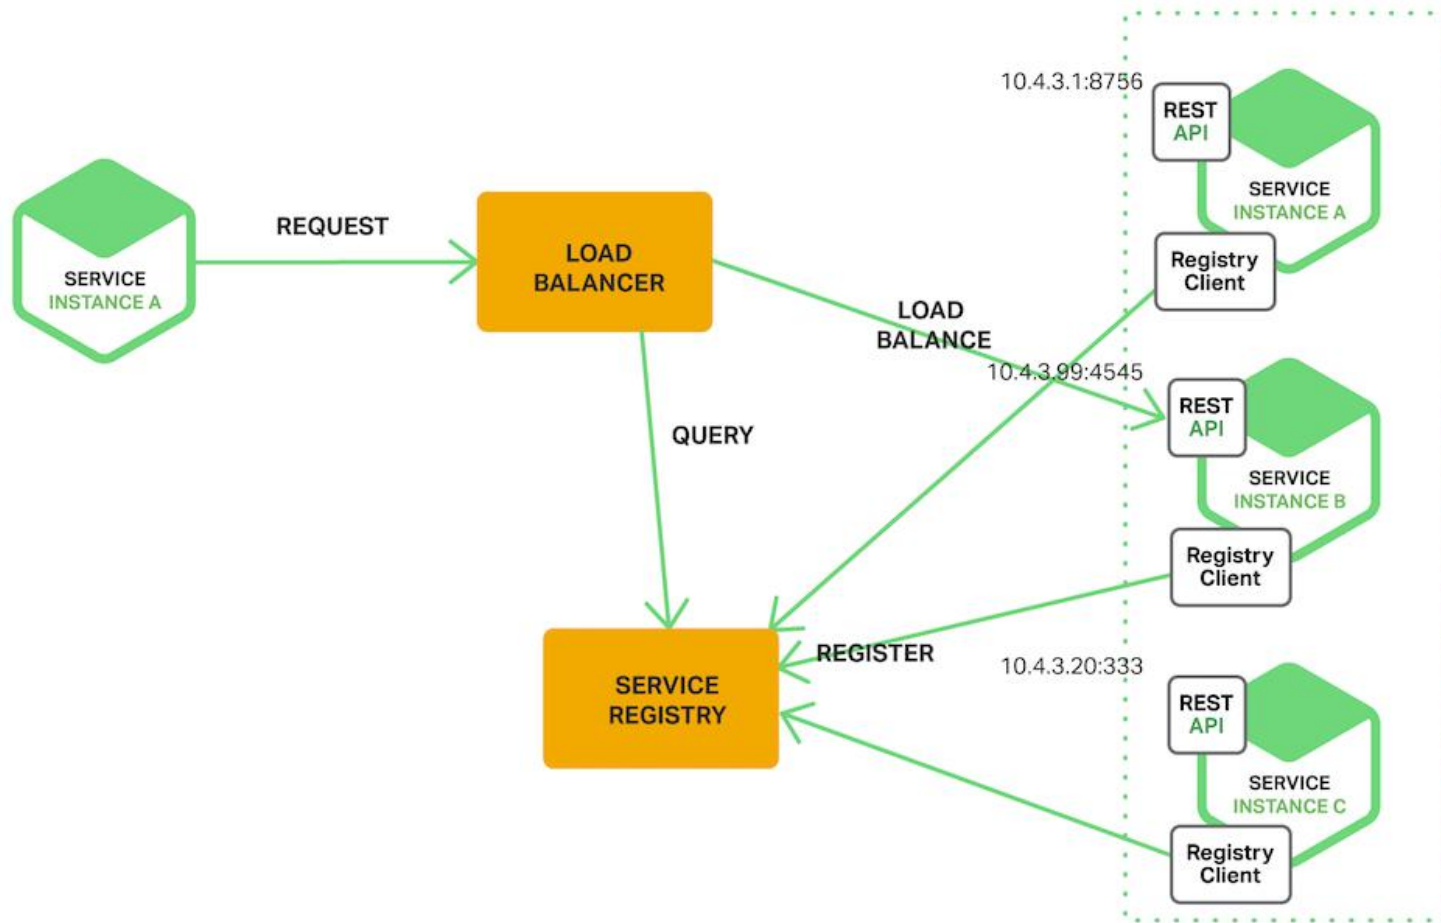 SERVICE
INSTANCE A
REQUEST
LOAD
BALANCER
QUERY
LOAD
BALANCE
SERVICE
REGISTRY
REGISTER
10.4.3.1:8756
REST
API
SERVICE
INSTANCE A
Registry
Client
10.4.3.99:4545
REST
API
SERVICE
INSTANCE B
Registry
Client
10.4.3.20:333
REST
API
SERVICE
INSTANCE C
Registry
Client